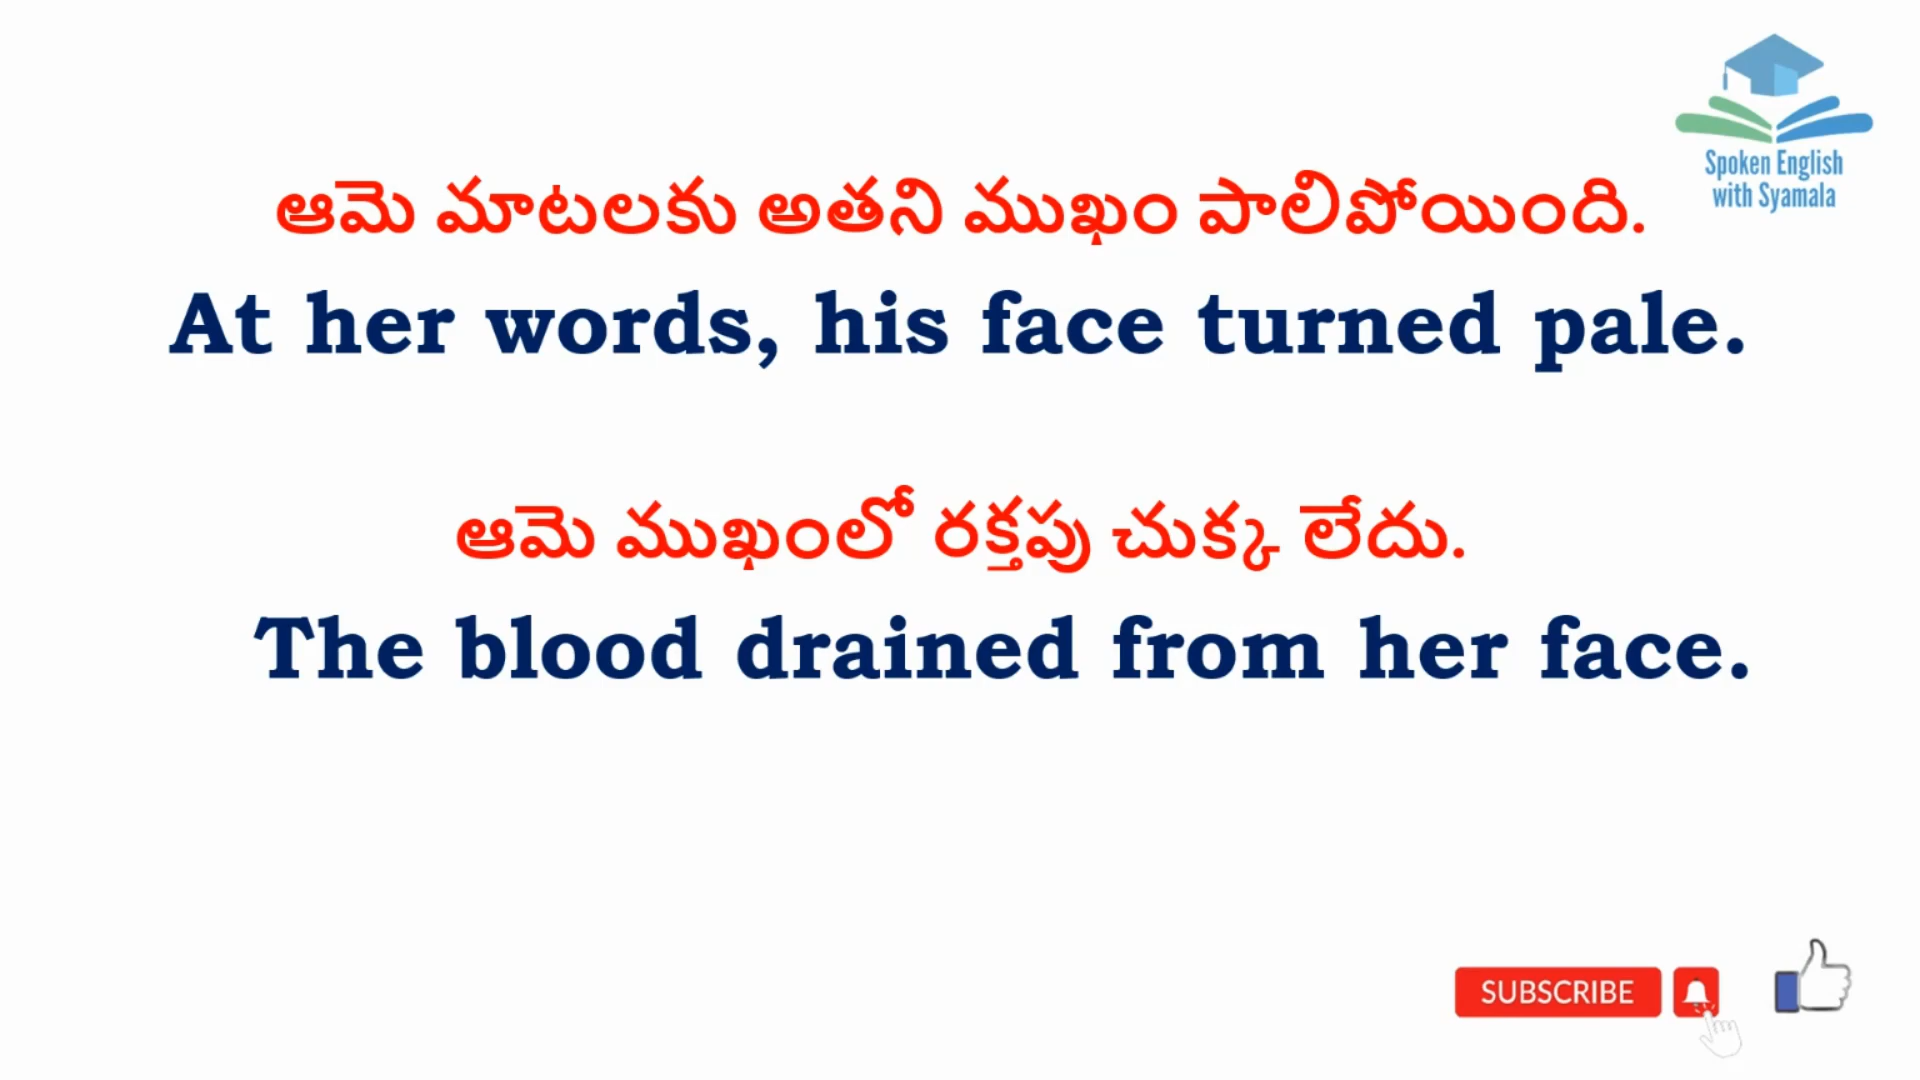 Spoken English
with Syamala
ఆమె మాటలకు అతని ముఖం పాలిపోయింది.
At her words, his face turned pale.
ఆమె ముఖంలో రక్తపు చుక్క లేదు.
The blood drained from her face.
SUBSCRIBE